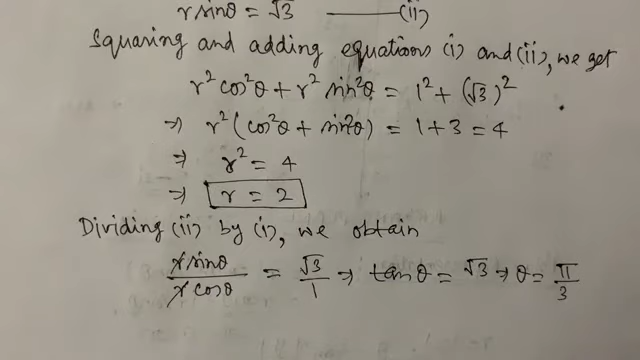 r sinθ = √3 ——— (ii)
Squaring and adding equations (i) and (ii), we get
r² cos²θ + r² sin²θ = 1² + (√3)²
⇒ r² (cos²θ + sin²θ) = 1 + 3 = 4
⇒ r² = 4
⇒ r = 2
Dividing (ii) by (i), we obtain
r sinθ / r cosθ = √3 / 1 ⇒ tan θ = √3 ⇒ θ = π / 3